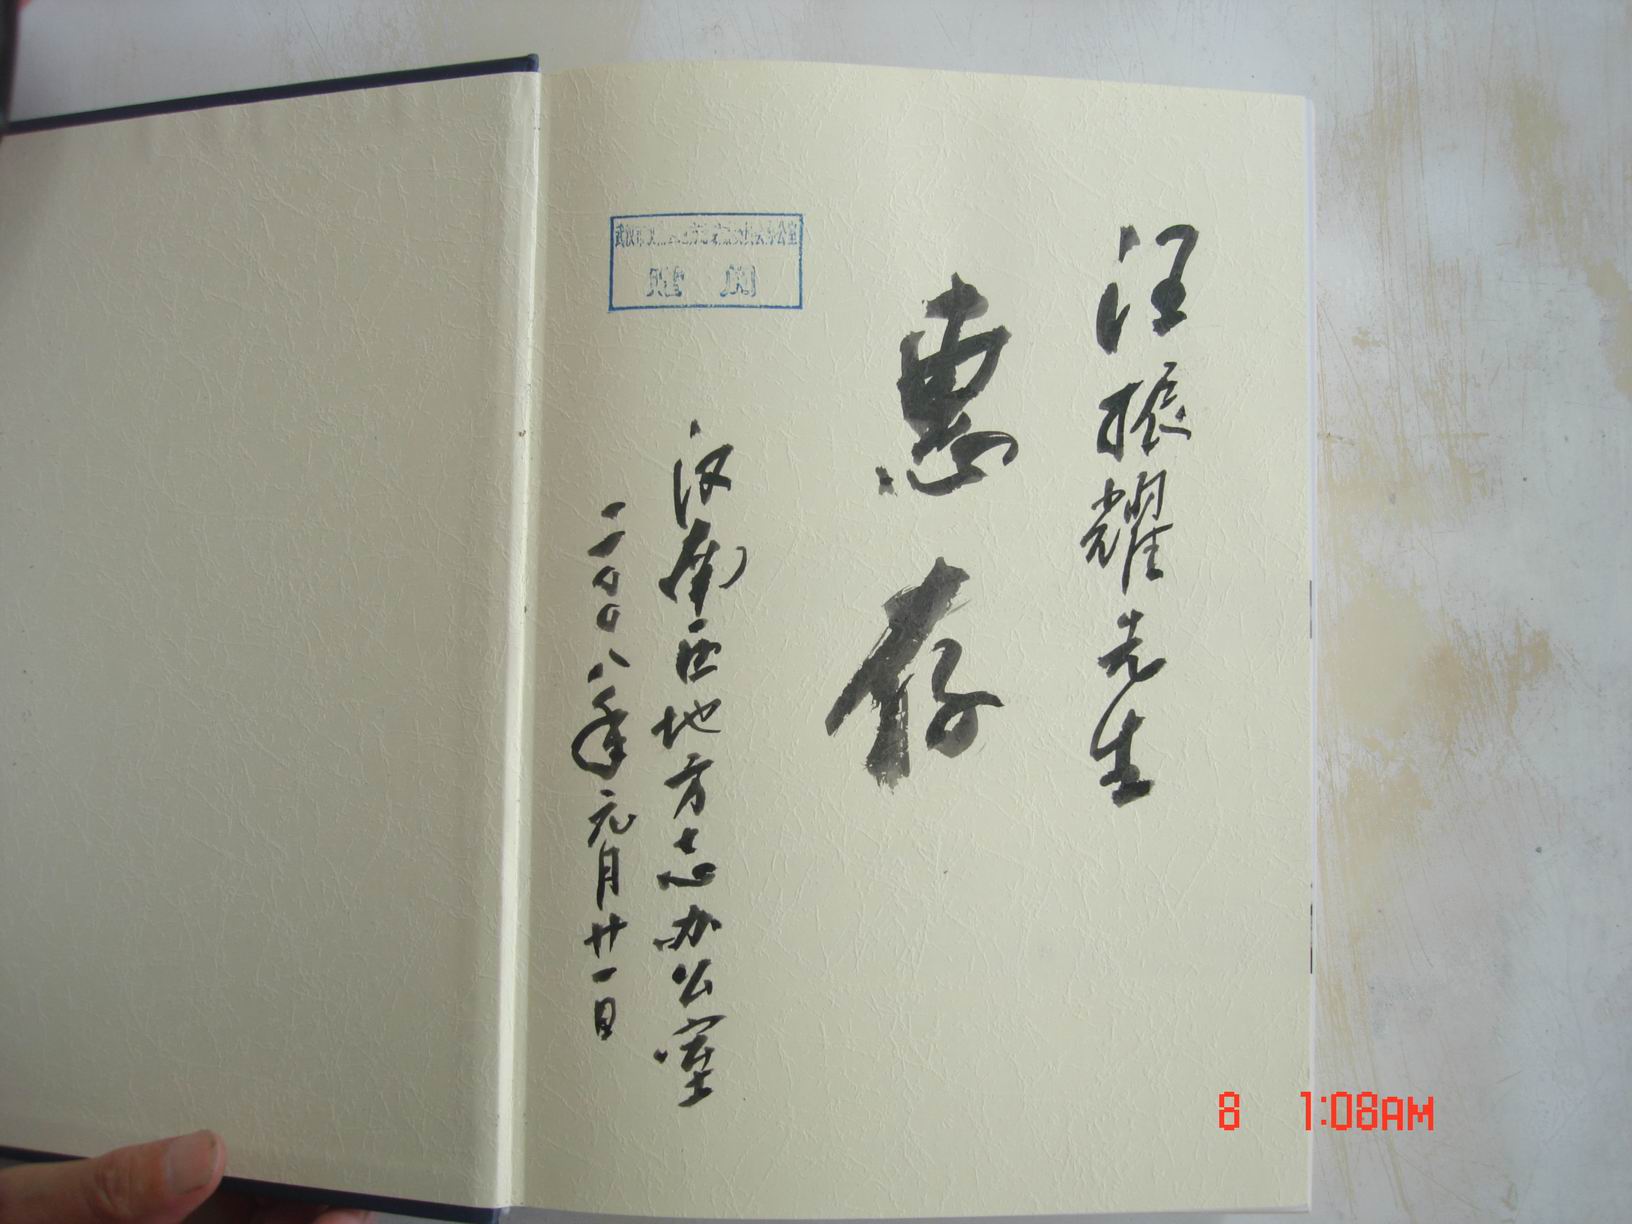 汪振耀先生
惠存
汉南区地方志办公室
二〇〇八年元月廿一日
赠阅
8 1:08AM